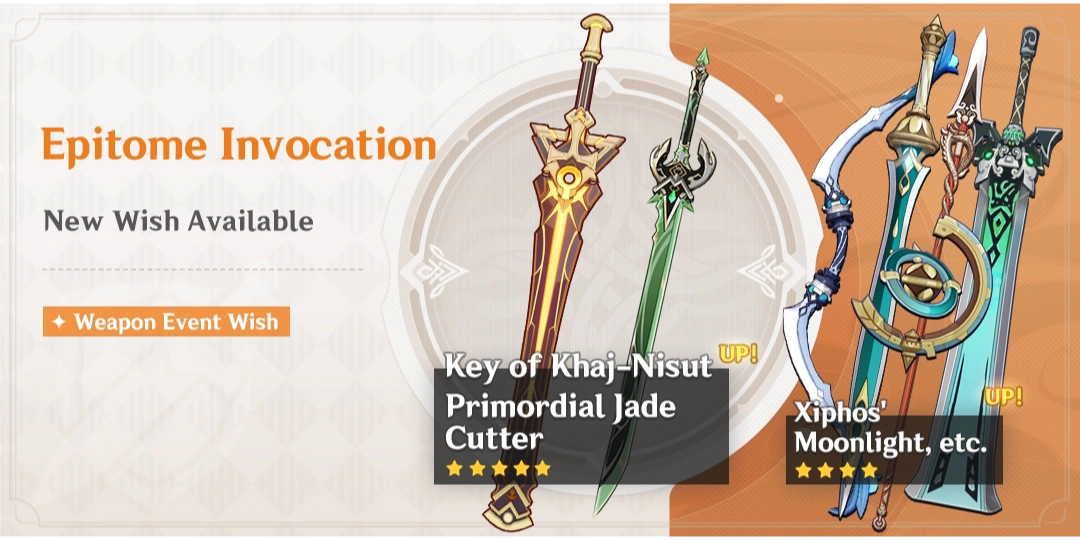 Epitome Invocation
New Wish Available
✦ Weapon Event Wish
Key of Khaj-Nisut UP!
Primordial Jade
Cutter
★★★★★
UP!
Xiphos'
Moonlight, etc.
★★★★